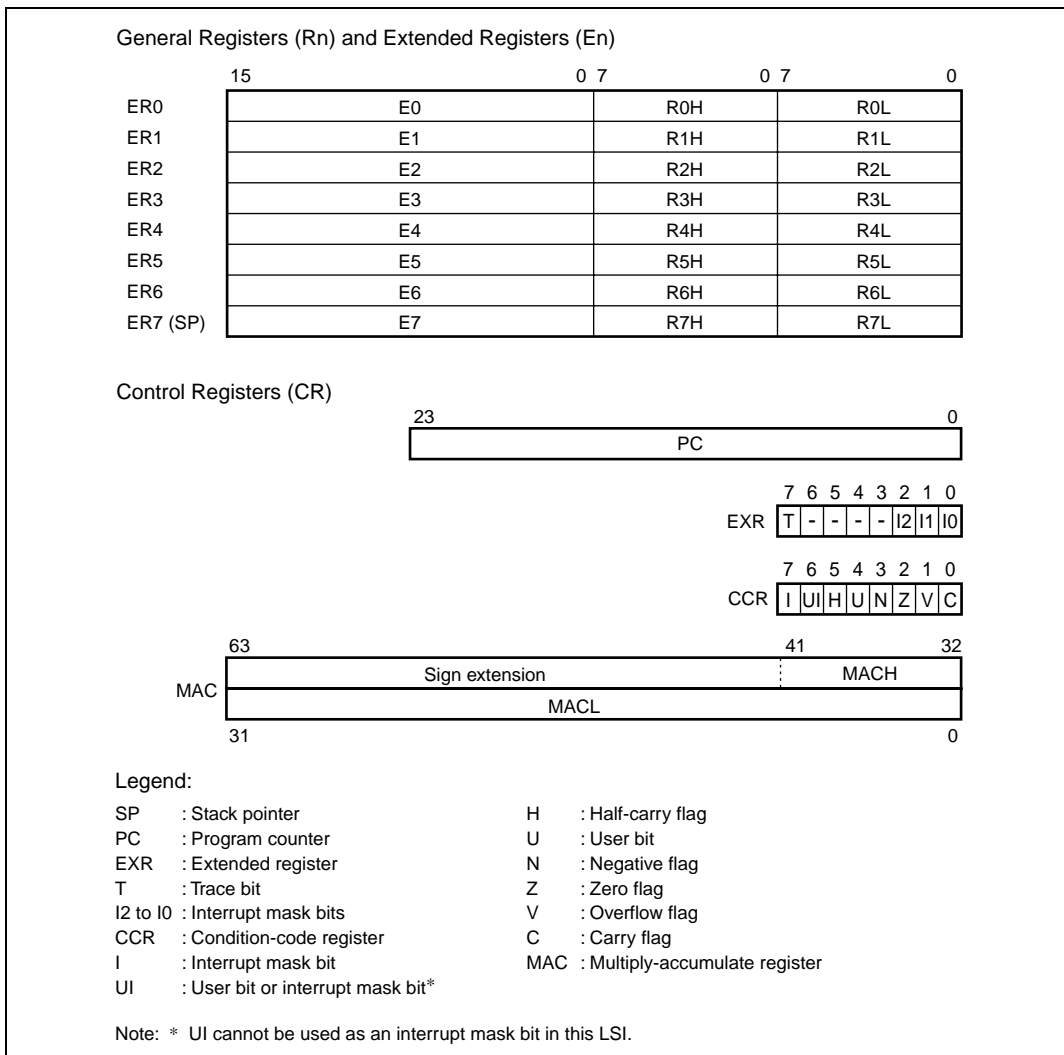 General Registers (Rn) and Extended Registers (En)
15 0 7 0 7 0
ER0 E0 R0H R0L
ER1 E1 R1H R1L
ER2 E2 R2H R2L
ER3 E3 R3H R3L
ER4 E4 R4H R4L
ER5 E5 R5H R5L
ER6 E6 R6H R6L
ER7 (SP) E7 R7H R7L
Control Registers (CR)
23 0
PC
7 6 5 4 3 2 1 0
EXR T - - - - I2 I1 I0
7 6 5 4 3 2 1 0
CCR I UI H U N Z V C
63 41 32
MAC Sign extension MACH
MACL
31 0
Legend:
SP : Stack pointer
PC : Program counter
EXR : Extended register
T : Trace bit
I2 to I0 : Interrupt mask bits
CCR : Condition-code register
I : Interrupt mask bit
UI : User bit or interrupt mask bit*
H : Half-carry flag
U : User bit
N : Negative flag
Z : Zero flag
V : Overflow flag
C : Carry flag
MAC : Multiply-accumulate register
Note: * UI cannot be used as an interrupt mask bit in this LSI.